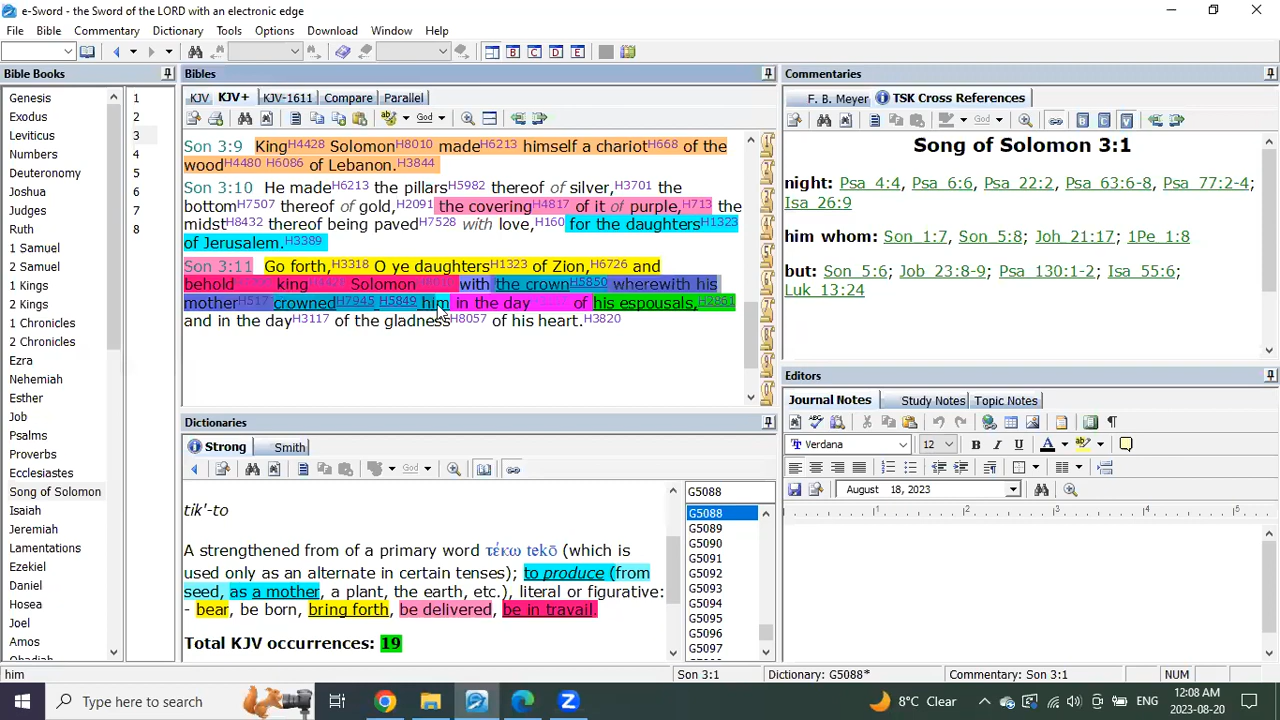 e-Sword - the Sword of the LORD with an electronic edge
File Bible Commentary Dictionary Tools Options Download Window Help
B C D E
Bible Books
Genesis
Exodus
Leviticus
Numbers
Deuteronomy
Joshua
Judges
Ruth
1 Samuel
2 Samuel
1 Kings
2 Kings
1 Chronicles
2 Chronicles
Ezra
Nehemiah
Esther
Job
Psalms
Proverbs
Ecclesiastes
Song of Solomon
Isaiah
Jeremiah
Lamentations
Ezekiel
Daniel
Hosea
Joel
Amos
1
2
3
4
5
6
7
8
Bibles
KJV KJV+ KJV-1611 Compare Parallel
God
Son 3:9 King H4428 Solomon H8010 made H6213 himself a chariot H668 of the
wood H4480 H6086 of Lebanon. H3844
Son 3:10 He made H6213 the pillars H5982 thereof of silver, H3701 the
bottom H7507 thereof of gold, H2091 the covering H4817 of it of purple, H713 the
midst H8432 thereof being paved H7528 with love, H160 for the daughters H1323
of Jerusalem. H3389
Son 3:11 Go forth, H3318 O ye daughters H1323 of Zion, H6726 and
behold king Solomon with the crown H5850 wherewith his
mother H517 crowned H7945 H5849 him in the day of his espousals, H2861
and in the day H3117 of the gladness H8057 of his heart. H3820
Dictionaries
Strong Smith
God
tik'-to
A strengthened from of a primary word τέκω tekō (which is
used only as an alternate in certain tenses); to produce (from
seed, as a mother, a plant, the earth, etc.), literal or figurative:
- bear, be born, bring forth, be delivered, be in travail.
Total KJV occurrences: 19
G5088
G5088
G5089
G5090
G5091
G5092
G5093
G5094
G5095
G5096
G5097
Commentaries
F. B. Meyer TSK Cross References
God B C V
Song of Solomon 3:1
night: Psa 4:4, Psa 6:6, Psa 22:2, Psa 63:6-8, Psa 77:2-4;
Isa 26:9
him whom: Son 1:7, Son 5:8; Joh 21:17; 1Pe 1:8
but: Son 5:6; Job 23:8-9; Psa 130:1-2; Isa 55:6;
Luk 13:24
Editors
Journal Notes Study Notes Topic Notes
Verdana 12 B I U A
August 18, 2023
1 2 3 4 5
him Son 3:1 Dictionary: G5088* Commentary: Son 3:1 NUM
Type here to search 8°C Clear ENG 12:08 AM
2023-08-20